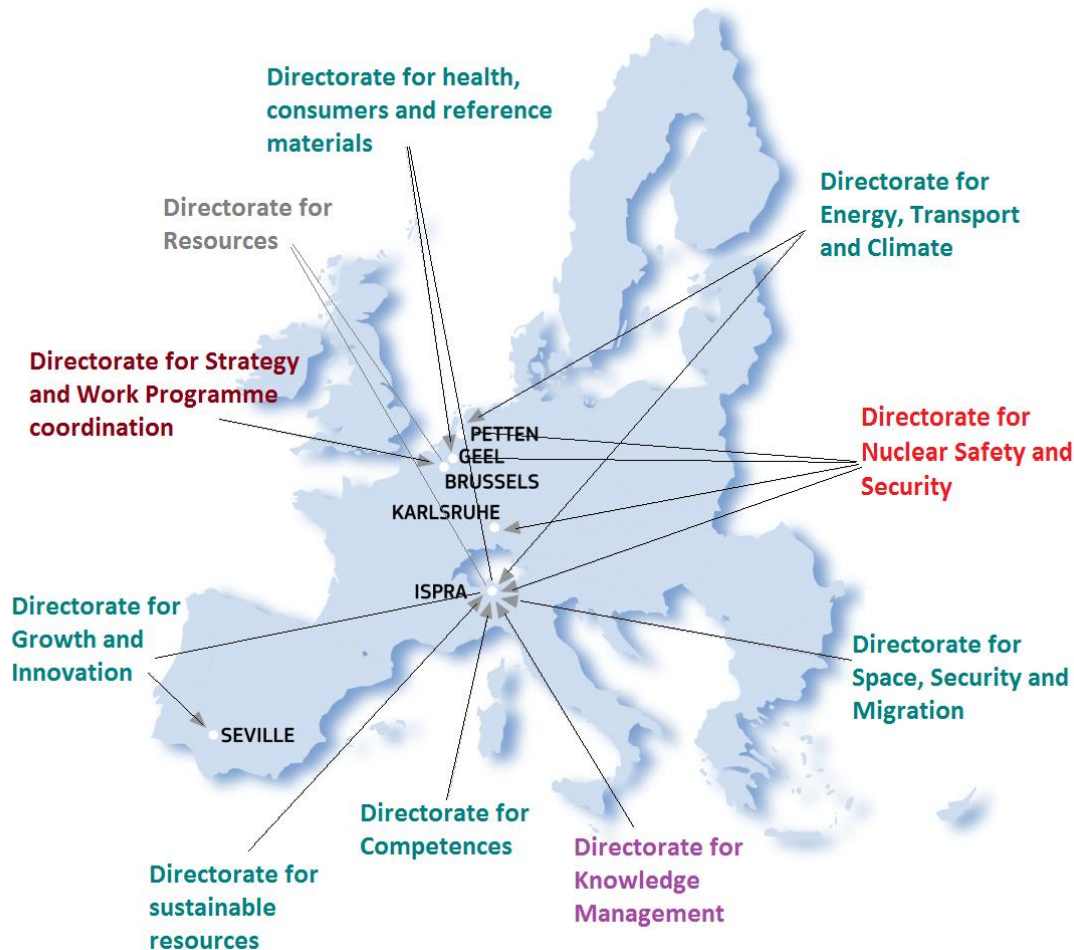 Directorate for health,
consumers and reference
materials
Directorate for
Energy, Transport
and Climate
Directorate for
Resources
Directorate for Strategy
and Work Programme
coordination
Directorate for
Nuclear Safety and
Security
PETTEN
GEEL
BRUSSELS
KARLSRUHE
ISPRA
Directorate for
Growth and
Innovation
Directorate for
Space, Security and
Migration
SEVILLE
Directorate for
Competences
Directorate for
Knowledge
Management
Directorate for
sustainable
resources